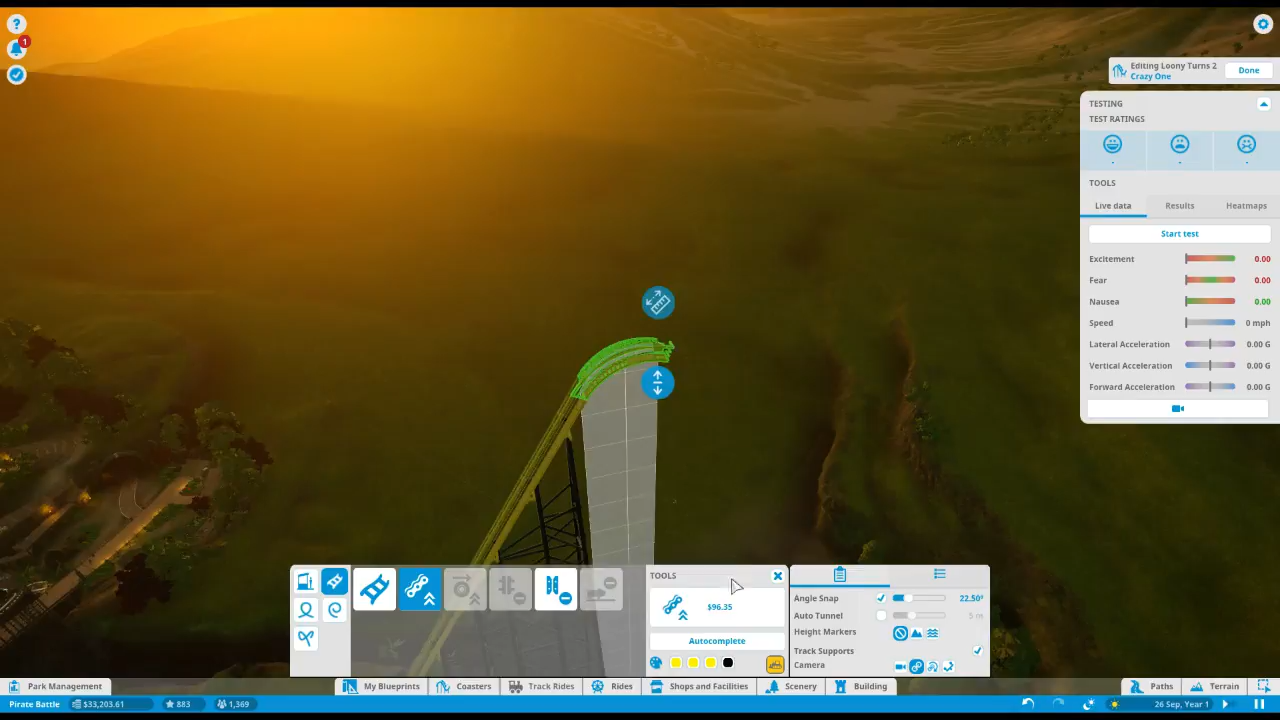 ?
1
Editing Loony Turns 2
Crazy One
Done
TESTING
TEST RATINGS
-
-
-
TOOLS
Live data
Results
Heatmaps
Start test
Excitement
0.00
Fear
0.00
Nausea
0.00
Speed
0 mph
Lateral Acceleration
0.00 G
Vertical Acceleration
0.00 G
Forward Acceleration
0.00 G
TOOLS
$96.35
Autocomplete
Angle Snap
22.50°
Auto Tunnel
5 m
Height Markers
Track Supports
Camera
Park Management
My Blueprints
Coasters
Track Rides
Rides
Shops and Facilities
Scenery
Building
Paths
Terrain
Pirate Battle
$33,203.61
883
1,369
26 Sep, Year 1